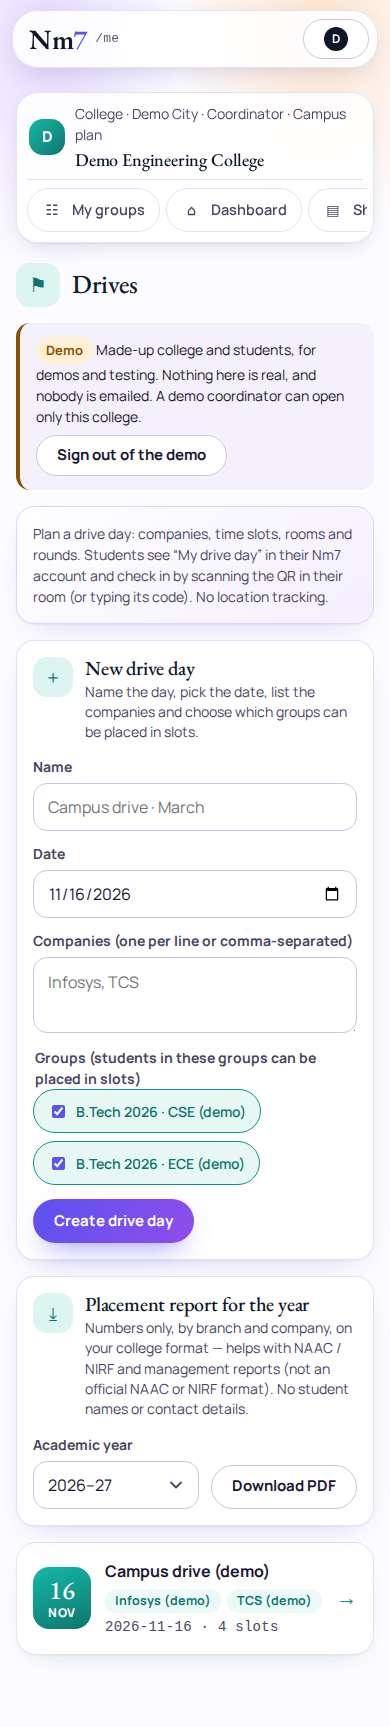 Nm7 /me
D
D
College · Demo City · Coordinator · Campus
plan
Demo Engineering College
My groups
Dashboard
Sh
Drives
Demo Made-up college and students, for
demos and testing. Nothing here is real, and
nobody is emailed. A demo coordinator can open
only this college.
Sign out of the demo
Plan a drive day: companies, time slots, rooms and
rounds. Students see “My drive day” in their Nm7
account and check in by scanning the QR in their
room (or typing its code). No location tracking.
New drive day
Name the day, pick the date, list the
companies and choose which groups can
be placed in slots.
Name
Campus drive · March
Date
11/16/2026
Companies (one per line or comma-separated)
Infosys, TCS
Groups (students in these groups can be
placed in slots)
B.Tech 2026 · CSE (demo)
B.Tech 2026 · ECE (demo)
Create drive day
Placement report for the year
Numbers only, by branch and company, on
your college format — helps with NAAC /
NIRF and management reports (not an
official NAAC or NIRF format). No student
names or contact details.
Academic year
2026–27
Download PDF
16
NOV
Campus drive (demo)
Infosys (demo) TCS (demo)
2026-11-16 · 4 slots
→